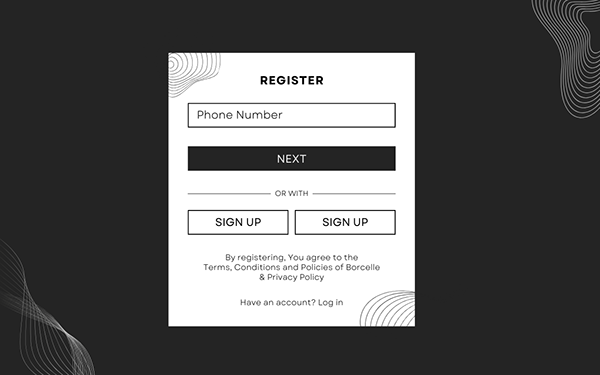 REGISTER
Phone Number
NEXT
OR WITH
SIGN UP
SIGN UP
By registering, You agree to the
Terms, Conditions and Policies of Borcelle
& Privacy Policy
Have an account? Log in